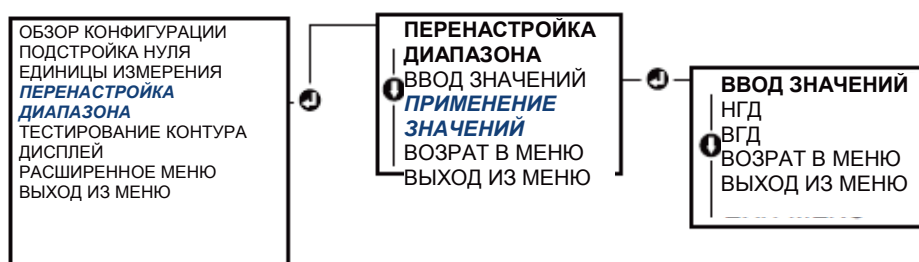 ОБЗОР КОНФИГУРАЦИИ
ПОДСТРОЙКА НУЛЯ
ЕДИНИЦЫ ИЗМЕРЕНИЯ
ПЕРЕНАСТРОЙКА
ДИАПАЗОНА
ТЕСТИРОВАНИЕ КОНТУРА
ДИСПЛЕЙ
РАСШИРЕННОЕ МЕНЮ
ВЫХОД ИЗ МЕНЮ
ПЕРЕНАСТРОЙКА
ДИАПАЗОНА
ВВОД ЗНАЧЕНИЙ
ПРИМЕНЕНИЕ
ЗНАЧЕНИЙ
ВОЗРАТ В МЕНЮ
ВЫХОД ИЗ МЕНЮ
ВВОД ЗНАЧЕНИЙ
НГД
ВГД
ВОЗРАТ В МЕНЮ
ВЫХОД ИЗ МЕНЮ